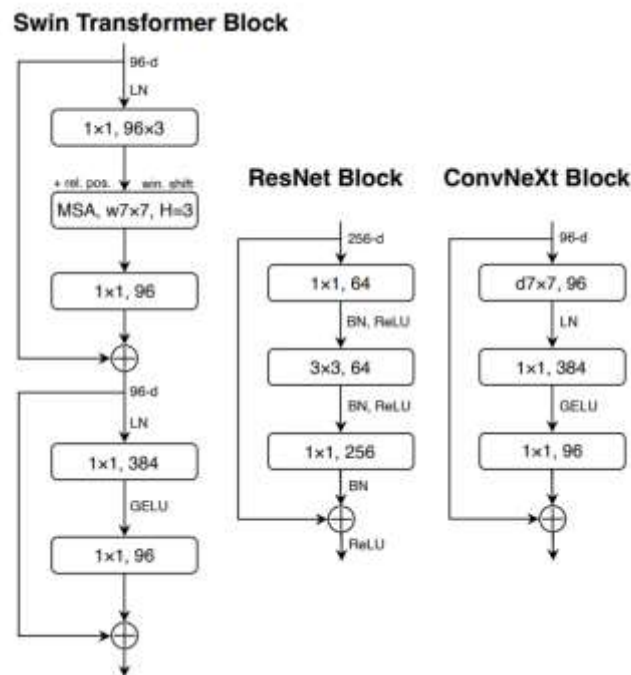 Swin Transformer Block
96-d
LN
1×1, 96×3
+ rel. pos. win. shift
MSA, w7×7, H=3
1×1, 96
96-d
LN
1×1, 384
GELU
1×1, 96
ResNet Block
256-d
1×1, 64
BN, ReLU
3×3, 64
BN, ReLU
1×1, 256
BN
ReLU
ConvNeXt Block
96-d
d7×7, 96
LN
1×1, 384
GELU
1×1, 96